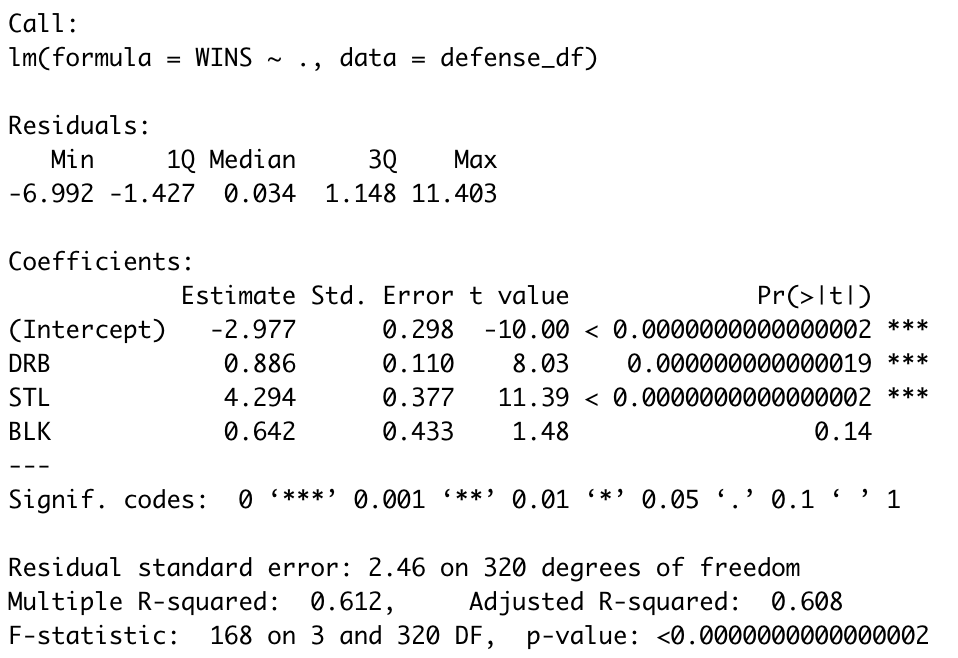 Call:
lm(formula = WINS ~ ., data = defense_df)
Residuals:
Min 1Q Median 3Q Max
-6.992 -1.427 0.034 1.148 11.403
Coefficients:
Estimate Std. Error t value Pr(>|t|)
(Intercept) -2.977 0.298 -10.00 < 0.0000000000000002 ***
DRB 0.886 0.110 8.03 0.000000000000019 ***
STL 4.294 0.377 11.39 < 0.0000000000000002 ***
BLK 0.642 0.433 1.48 0.14
---
Signif. codes: 0 ‘***’ 0.001 ‘**’ 0.01 ‘*’ 0.05 ‘.’ 0.1 ‘ ’ 1
Residual standard error: 2.46 on 320 degrees of freedom
Multiple R-squared: 0.612, Adjusted R-squared: 0.608
F-statistic: 168 on 3 and 320 DF, p-value: <0.0000000000000002